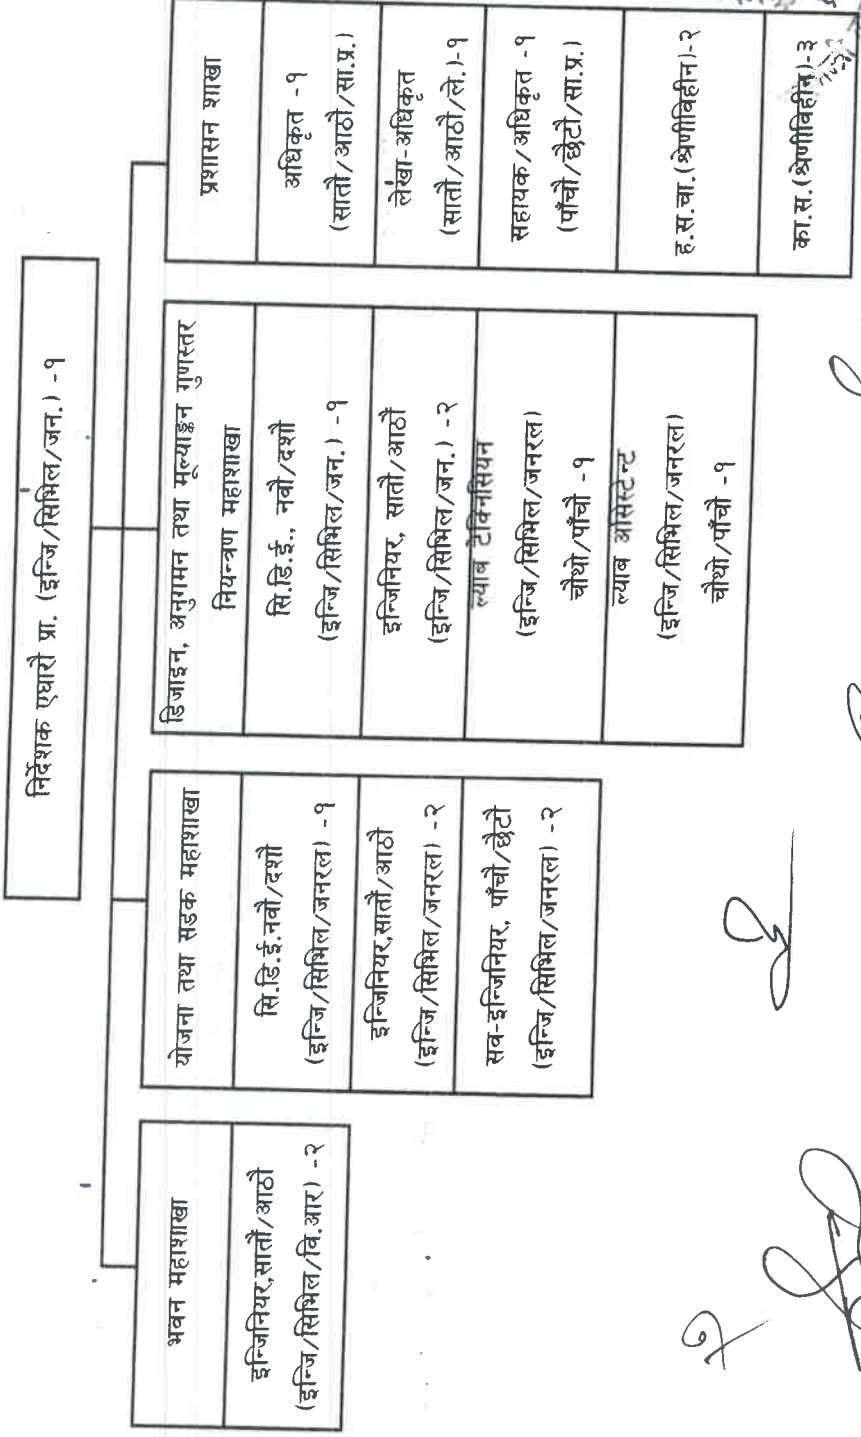 निर्देशक एघारौ प्रा. (इन्जि/सिभिल/जन.) -१
भवन महाशाखा
इन्जिनियर,सातौं/आठौ
(इन्जि/सिभिल/वि.आर) -२
योजना तथा सडक महाशाखा
सि.डि.ई.नवौ/दशौ
(इन्जि/सिभिल/जनरल) -१
इन्जिनियर,सातौं/आठौ
(इन्जि/सिभिल/जनरल) -२
सव-इन्जिनियर, पाँचौ/छैटौ
(इन्जि/सिभिल/जनरल) -२
डिजाइन, अनुगमन तथा मूल्याङ्कन गुणस्तर
नियन्त्रण महाशाखा
सि.डि.ई., नवौ/दशौ
(इन्जि/सिभिल/जन.) -१
इन्जिनियर, सातौ/आठौ
(इन्जि/सिभिल/जन.) -२
ल्याब टेक्निसियन
(इन्जि/सिभिल/जनरल)
चौथो/पाँचौ -१
ल्याब असिस्टेन्ट
(इन्जि/सिभिल/जनरल)
चौथो/पाँचौ -१
प्रशासन शाखा
अधिकृत -१
(सातौ/आठौ/सा.प्र.)
लेखा-अधिकृत
(सातौ/आठौ/ले.)-१
सहायक/अधिकृत -१
(पाँचौ/छैटौ/सा.प्र.)
ह.स.चा.(श्रेणीविहीन)-२
का.स.(श्रेणीविहीन)-३